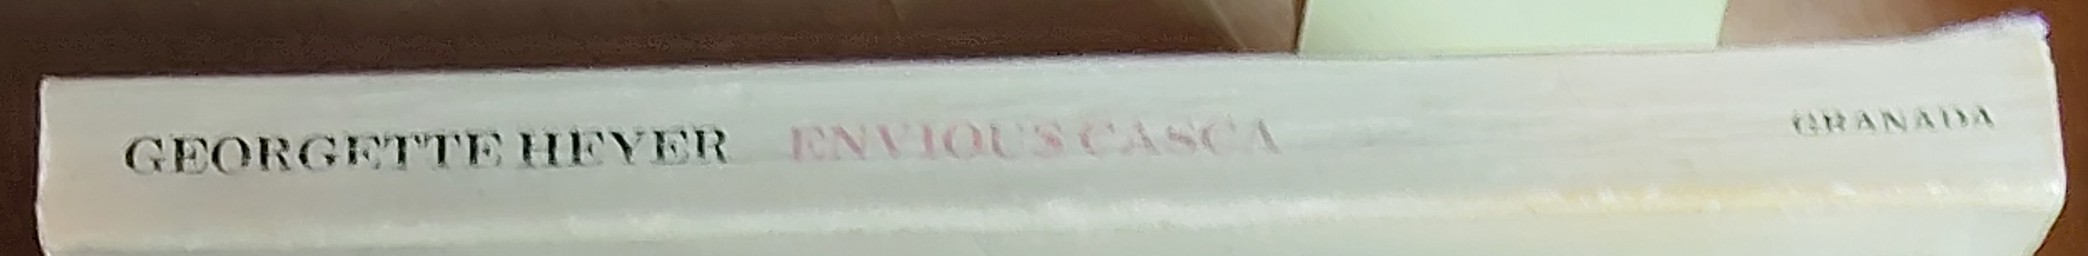 GEORGETTE HEYER ENVIOUS CASCA GRANADA